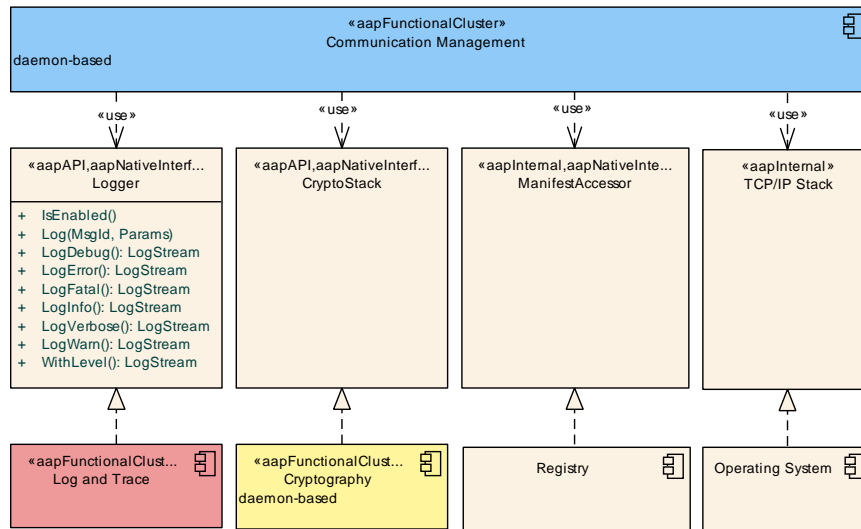 «aapFunctionalCluster»
Communication Management
daemon-based
«use»
«use»
«use»
«use»
«aapAPI,aapNativeInterf...
Logger
+ IsEnabled()
+ Log(MsgId, Params)
+ LogDebug(): LogStream
+ LogError(): LogStream
+ LogFatal(): LogStream
+ LogInfo(): LogStream
+ LogVerbose(): LogStream
+ LogWarn(): LogStream
+ WithLevel(): LogStream
«aapAPI,aapNativeInterf...
CryptoStack
«aapInternal,aapNativeInte...
ManifestAccessor
«aapInternal»
TCP/IP Stack
«aapFunctionalClust...
Log and Trace
«aapFunctionalClust...
Cryptography
daemon-based
Registry
Operating System